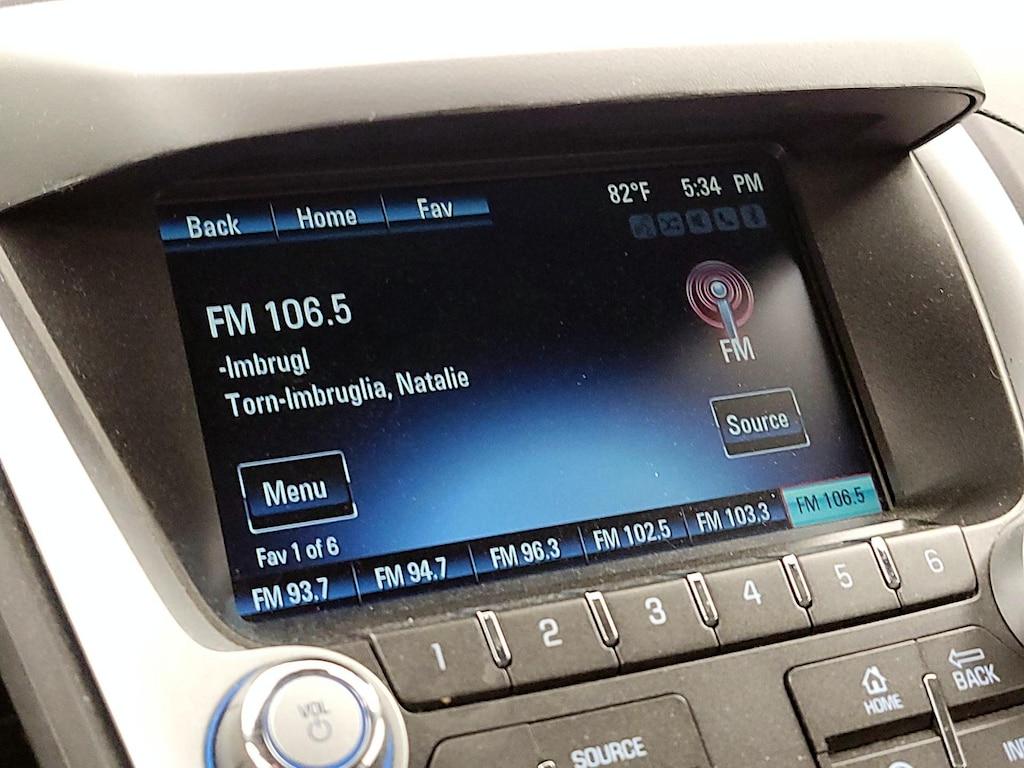 Back Home Fav 82°F 5:34 PM
FM 106.5
-Imbrugl
Torn-Imbruglia, Natalie
FM
Source
Menu
Fav 1 of 6
FM 93.7 FM 94.7 FM 96.3 FM 102.5 FM 103.3 FM 106.5
1 2 3 4 5 6
VOL
HOME
BACK
SOURCE